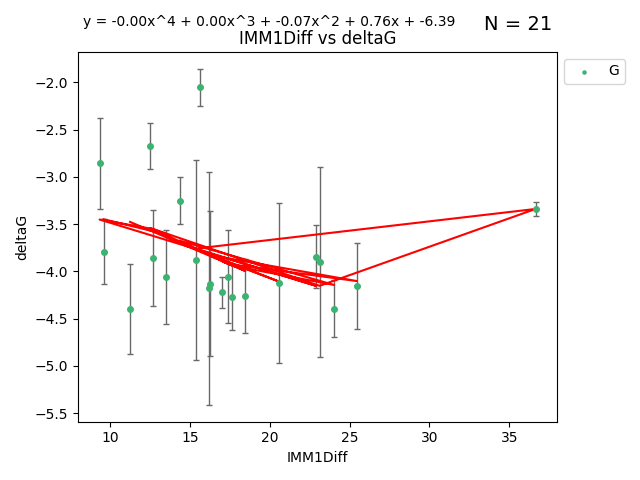 y = -0.00x^4 + 0.00x^3 + -0.07x^2 + 0.76x + -6.39
N = 21
IMM1Diff vs deltaG
G
−2.0
−2.5
−3.0
−3.5
−4.0
−4.5
−5.0
−5.5
deltaG
10 15 20 25 30 35
IMM1Diff